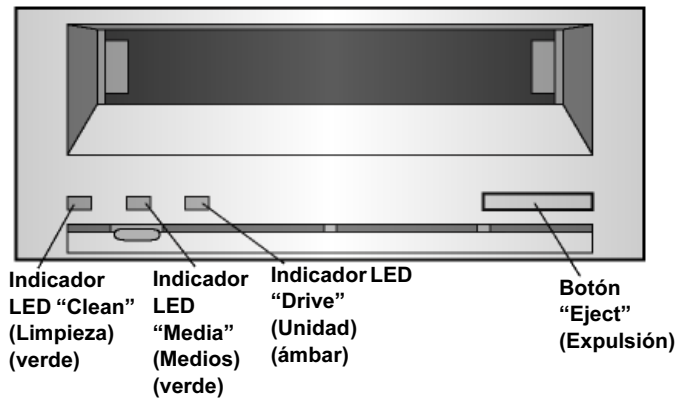 Indicador
LED “Clean”
(Limpieza)
(verde)
Indicador
LED
“Media”
(Medios)
(verde)
Indicador LED
“Drive”
(Unidad)
(ámbar)
Botón
“Eject”
(Expulsión)